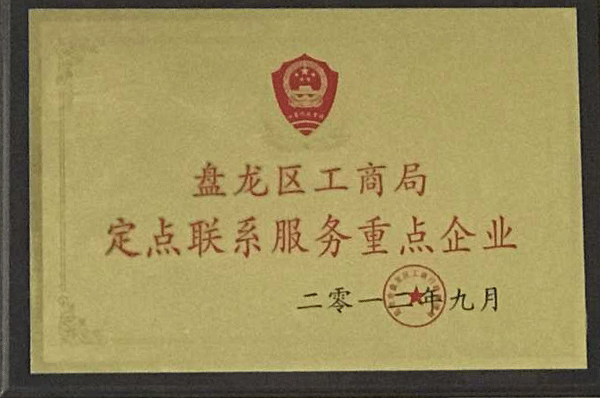 盘龙区工商局
定点联系服务重点企业
二零一二年九月